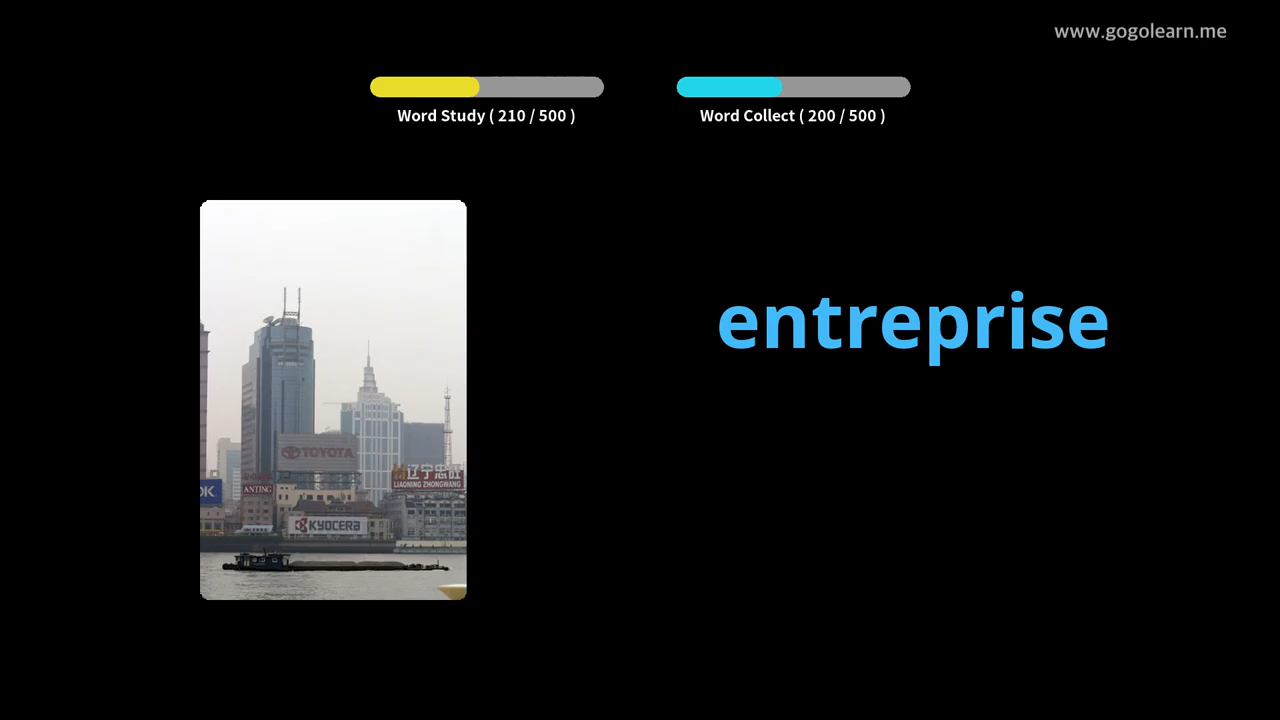 www.gogolearn.me
Word Study ( 210 / 500 )
Word Collect ( 200 / 500 )
entreprise
TOYOTA
辽宁忠旺
LIAONING ZHONGWANG
OK
ANTING
KYOCERA